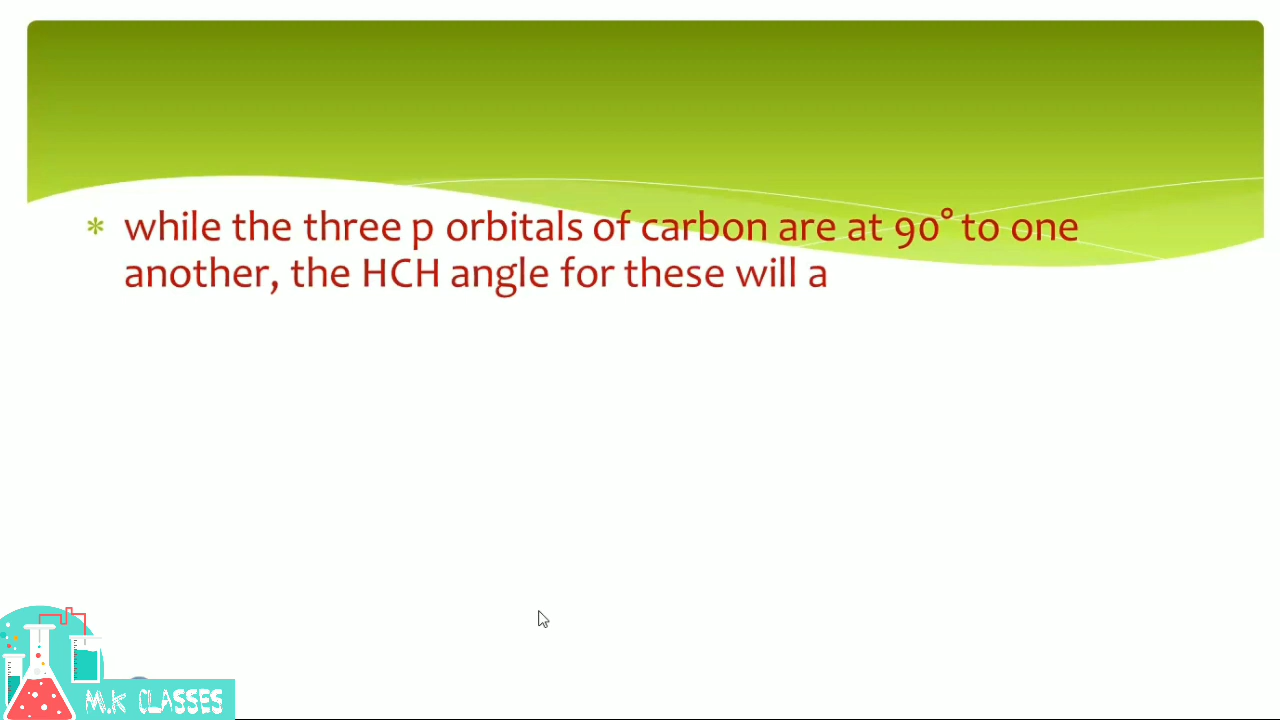 while the three p orbitals of carbon are at 90° to one
another, the HCH angle for these will a
M.K CLASSES